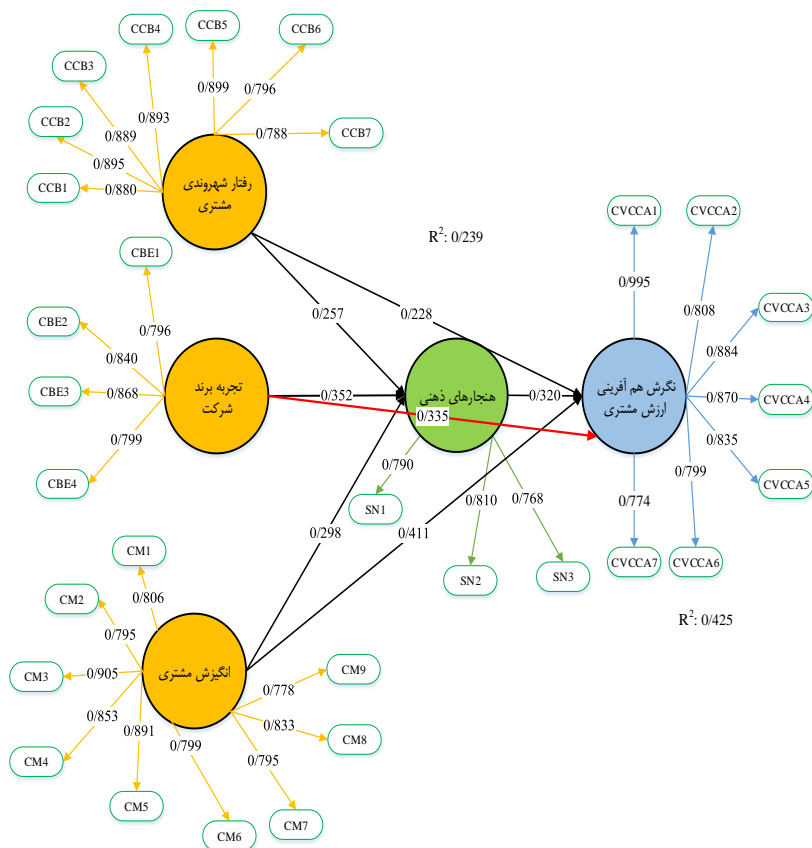 CCB5
CCB4
CCB6
CCB3
0/899
0/796
0/893
CCB2
0/889
CCB7
0/788
0/895
CCB1
0/880
رفتار شهروندی
مشتری
R²: 0/239
CVCCA1
CVCCA2
CBE1
0/995
0/808
CVCCA3
0/257
0/228
CBE2
0/796
0/840
0/884
CBE3
0/868
تجربه برند
شرکت
0/352
هنجارهای ذهنی
0/320
نگرش هم آفرینی
ارزش مشتری
0/870
CVCCA4
0/335
0/799
0/835
CBE4
0/790
0/799
CVCCA5
0/768
0/774
SN1
0/810
0/298
0/411
CM1
SN2
SN3
CVCCA7
CVCCA6
CM2
0/806
R²: 0/425
0/795
CM3
0/905
انگیزش مشتری
CM9
0/778
0/853
0/833
CM8
0/891
0/799
0/795
CM4
CM5
CM6
CM7